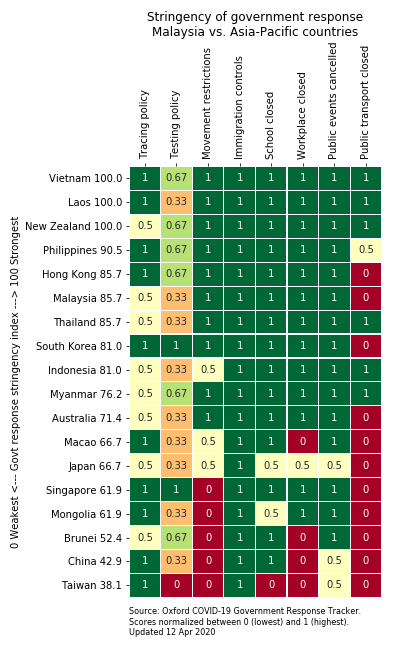 Stringency of government response
Malaysia vs. Asia-Pacific countries
Tracing policy
Testing policy
Movement restrictions
Immigration controls
School closed
Workplace closed
Public events cancelled
Public transport closed
0 Weakest <--- Govt response stringency index ---> 100 Strongest
Vietnam 100.0 1 0.67 1 1 1 1 1 1
Laos 100.0 1 0.33 1 1 1 1 1 1
New Zealand 100.0 0.5 0.67 1 1 1 1 1 1
Philippines 90.5 1 0.67 1 1 1 1 1 0.5
Hong Kong 85.7 1 0.67 1 1 1 1 1 0
Malaysia 85.7 0.5 0.33 1 1 1 1 1 0
Thailand 85.7 0.5 0.33 1 1 1 1 1 1
South Korea 81.0 1 1 1 1 1 1 1 0
Indonesia 81.0 0.5 0.33 0.5 1 1 1 1 1
Myanmar 76.2 0.5 0.67 1 1 1 1 1 1
Australia 71.4 0.5 0.33 1 1 1 1 1 0
Macao 66.7 1 0.33 0.5 1 1 0 1 0
Japan 66.7 0.5 0.33 0.5 1 0.5 0.5 0.5 0
Singapore 61.9 1 1 0 1 1 1 1 0
Mongolia 61.9 1 0.33 0 1 0.5 1 1 0
Brunei 52.4 0.5 0.67 0 1 1 0 1 0
China 42.9 1 0.33 0 1 1 0 0.5 0
Taiwan 38.1 1 0 0 1 0 0 0.5 0
Source: Oxford COVID-19 Government Response Tracker.
Scores normalized between 0 (lowest) and 1 (highest).
Updated 12 Apr 2020